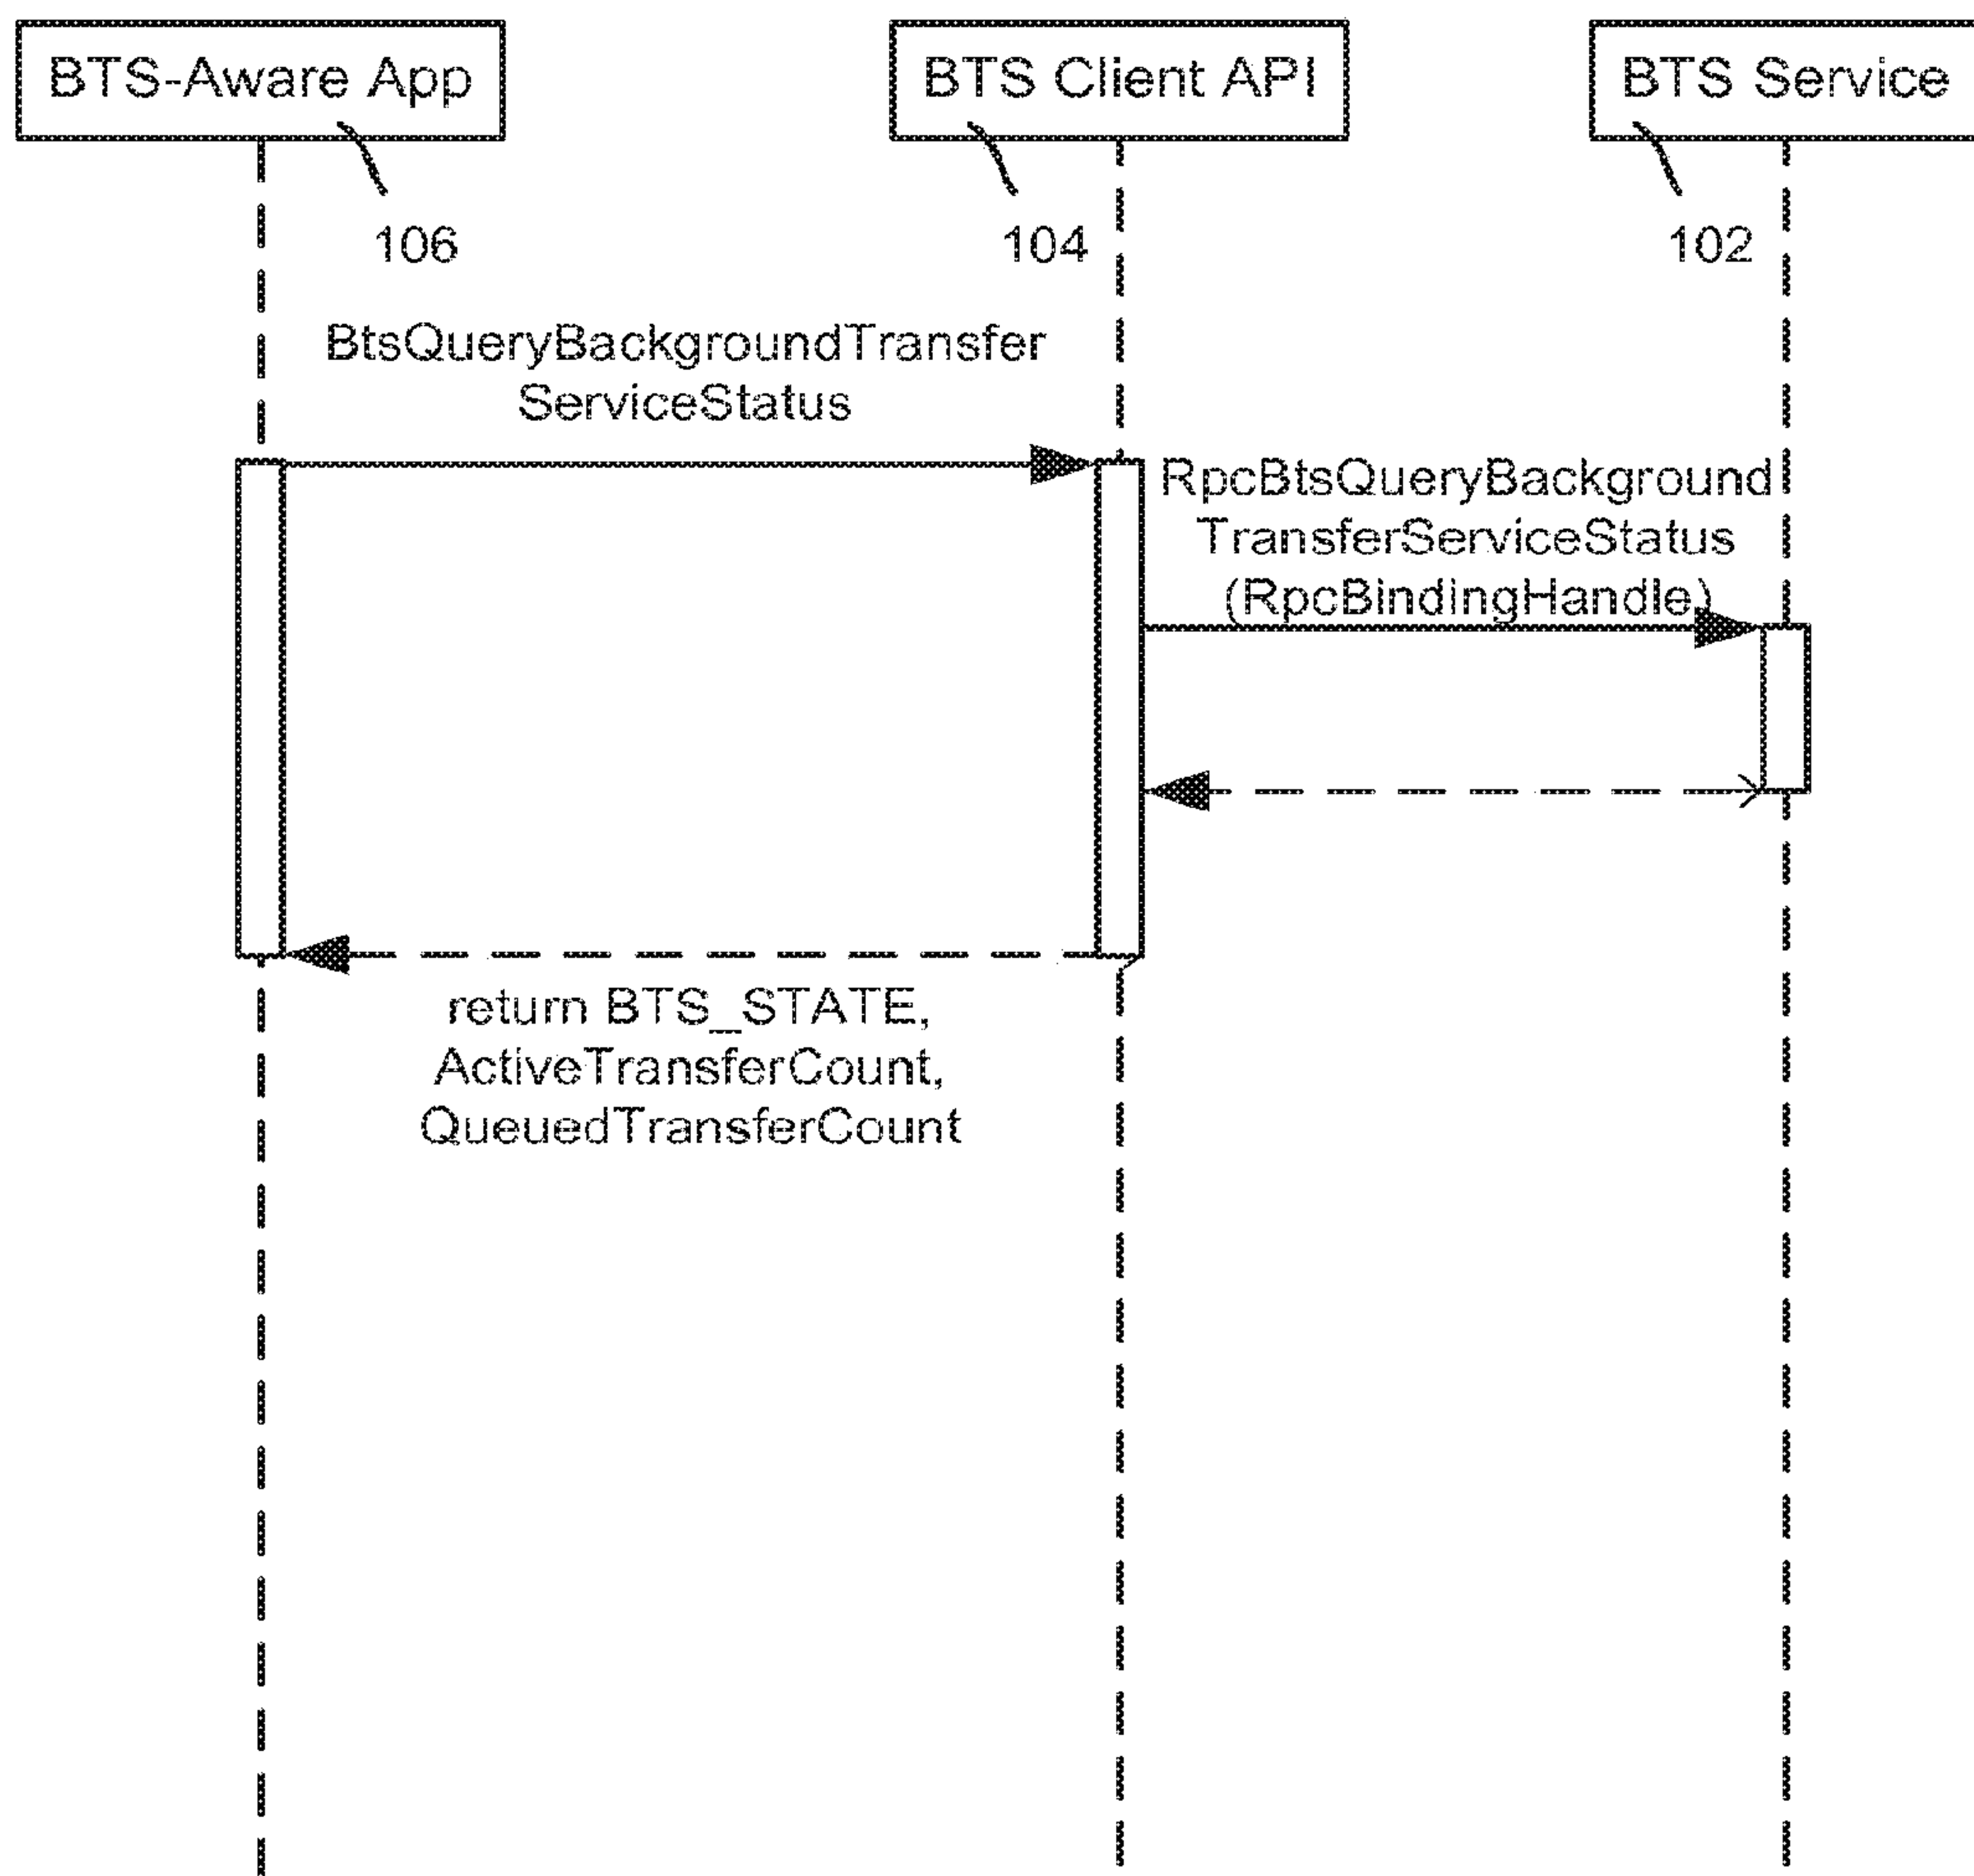 BTS-Aware App
BTS Client API
BTS Service
106
104
102
BtsQueryBackgroundTransfer
ServiceStatus
RpcBtsQueryBackground
TransferServiceStatus
(RpcBindingHandle)
return BTS_STATE,
ActiveTransferCount,
QueuedTransferCount